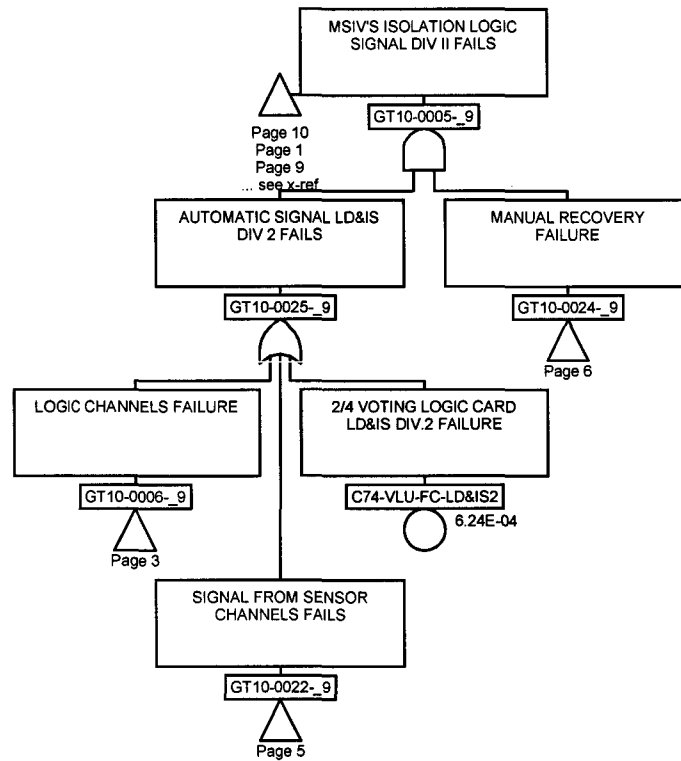 MSIV'S ISOLATION LOGIC
SIGNAL DIV II FAILS
GT10-0005-_9
Page 10
Page 1
Page 9
... see x-ref
AUTOMATIC SIGNAL LD&IS
DIV 2 FAILS
GT10-0025-_9
MANUAL RECOVERY
FAILURE
GT10-0024-_9
Page 6
LOGIC CHANNELS FAILURE
GT10-0006-_9
Page 3
2/4 VOTING LOGIC CARD
LD&IS DIV.2 FAILURE
C74-VLU-FC-LD&IS2
6.24E-04
SIGNAL FROM SENSOR
CHANNELS FAILS
GT10-0022-_9
Page 5